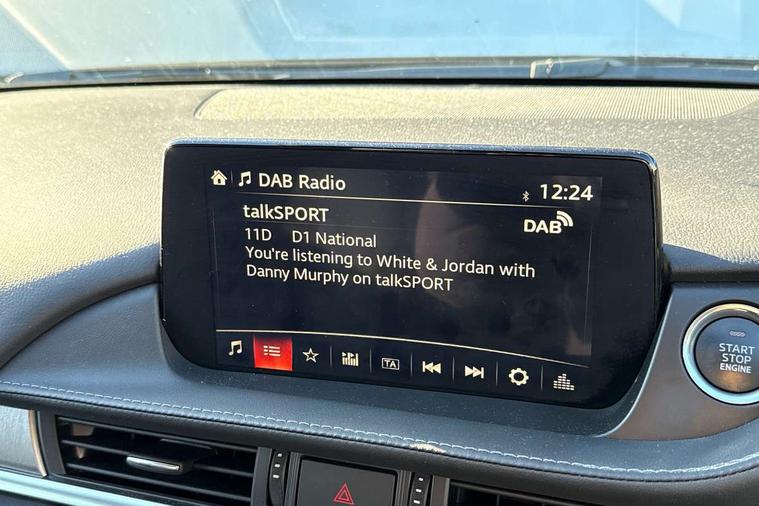 DAB Radio
12:24
talkSPORT
DAB
11D D1 National
You're listening to White & Jordan with
Danny Murphy on talkSPORT
TA
START
STOP
ENGINE